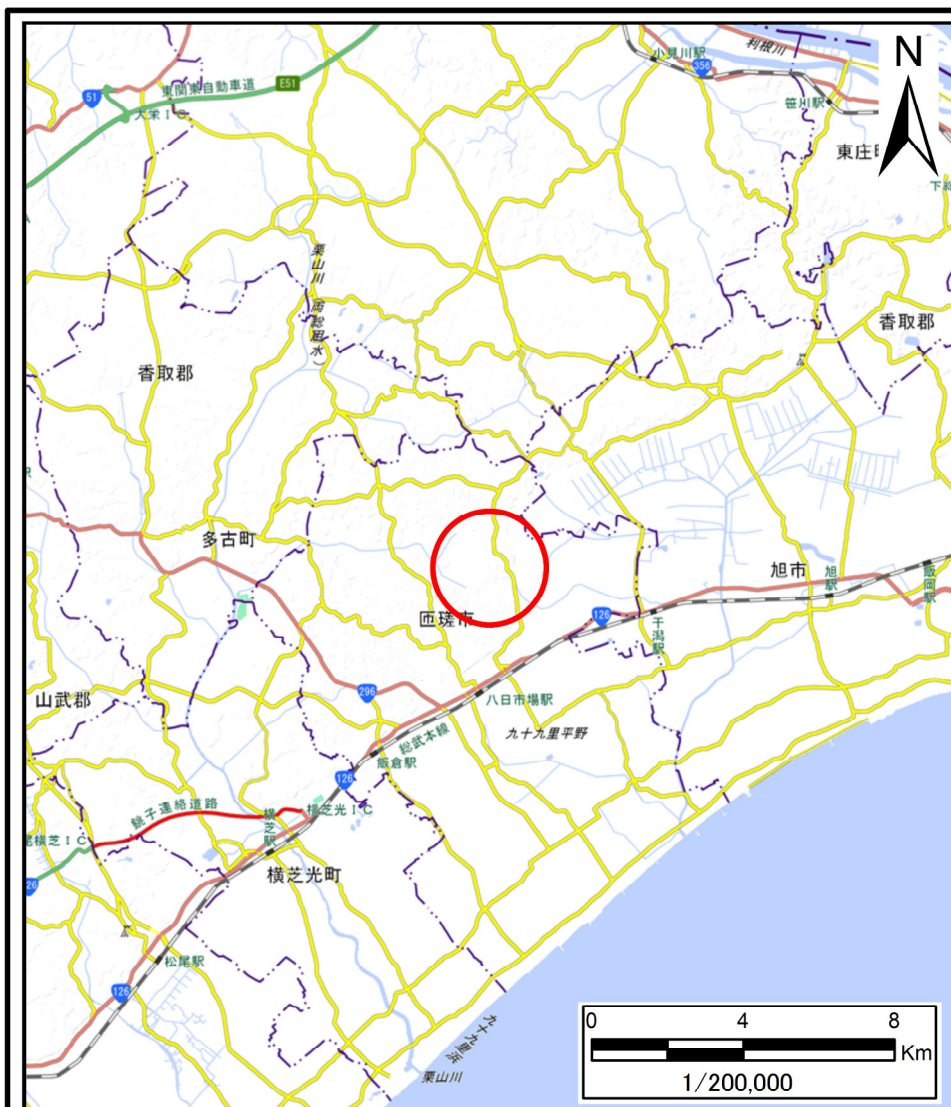 小見川駅
利根川
N
356
東関東自動車道
E51
51
大栄IC
笹川駅
東庄町
栗山川(両総用水)
香取郡
香取郡
多古町
旭市
旭駅
飯岡駅
匝瑳市
126
干潟駅
山武郡
296
八日市場駅
九十九里平野
総武本線
飯倉駅
126
銚子連絡道路
横芝光IC
横芝駅
尾横芝IC
26
横芝光町
松尾駅
126
九十九里浜
栗山川
0 4 8
Km
1/200,000